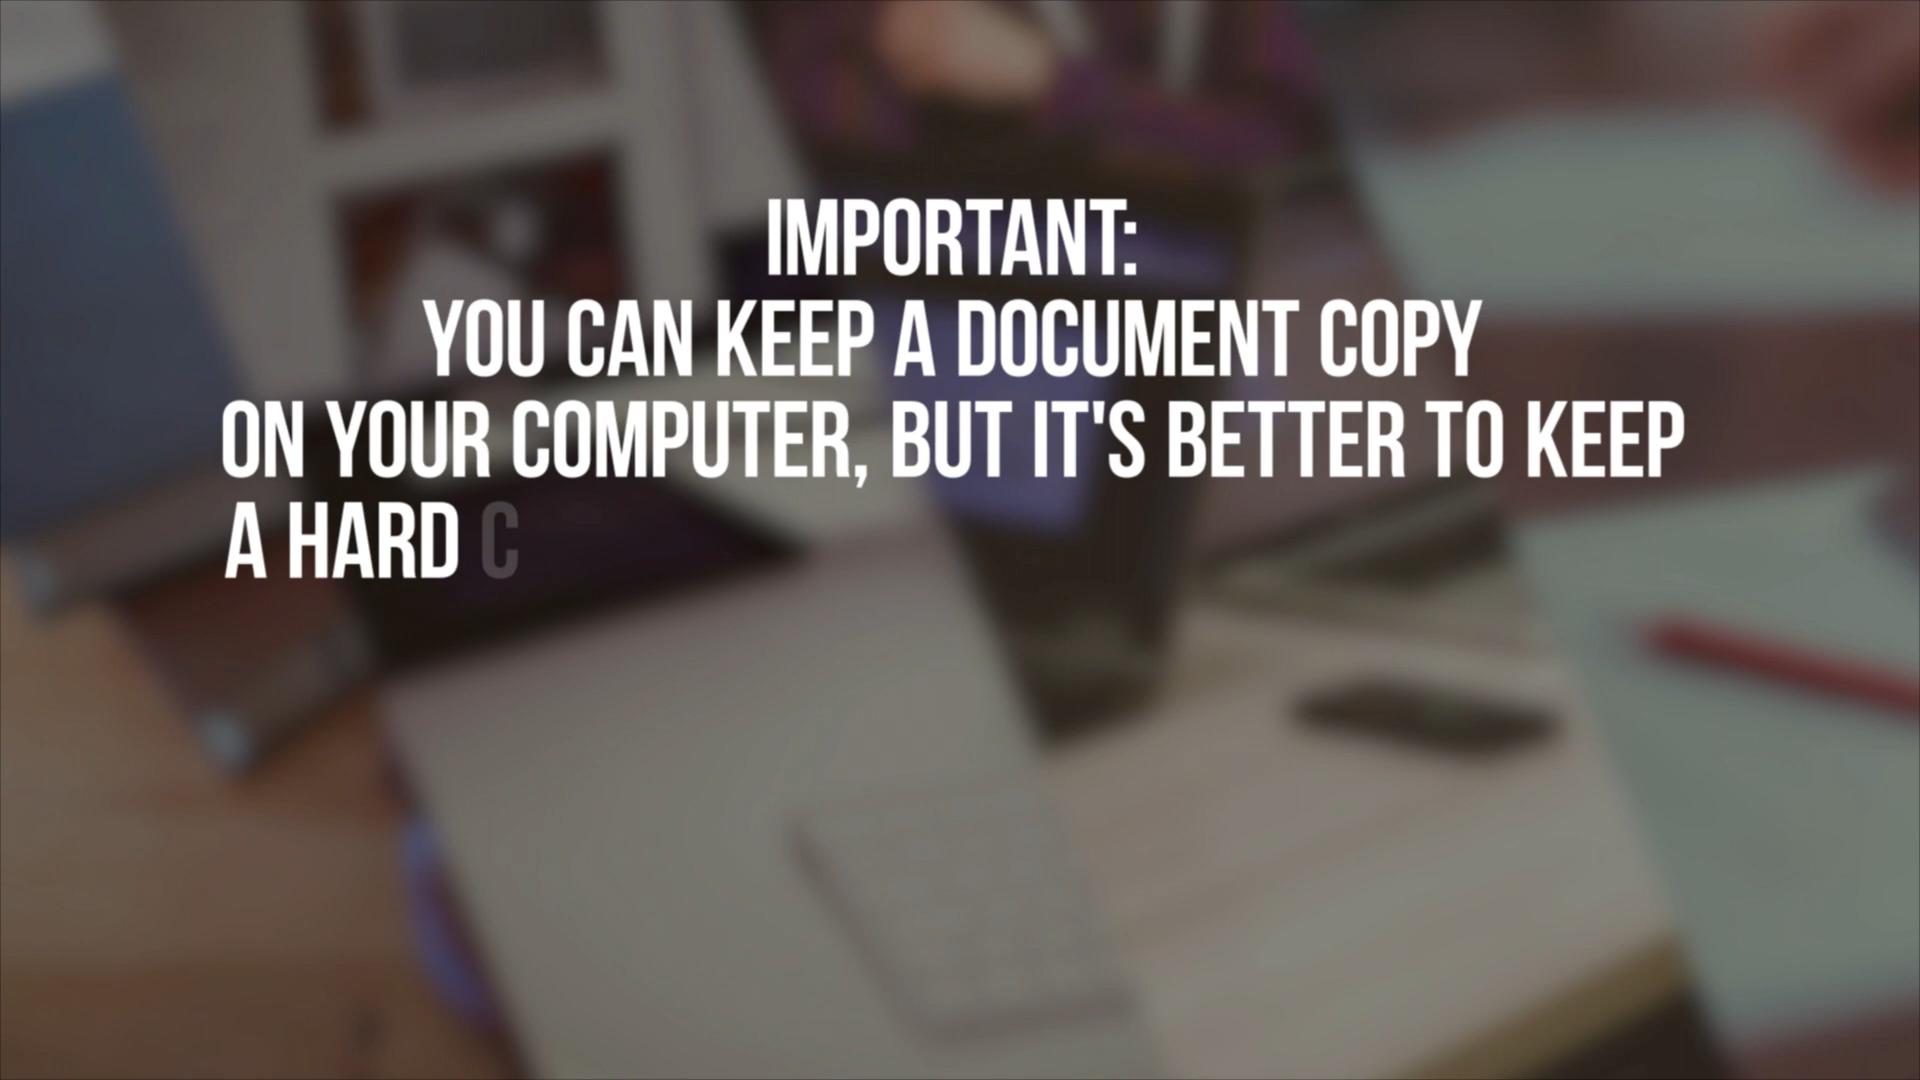 IMPORTANT:
YOU CAN KEEP A DOCUMENT COPY
ON YOUR COMPUTER, BUT IT'S BETTER TO KEEP
A HARD C